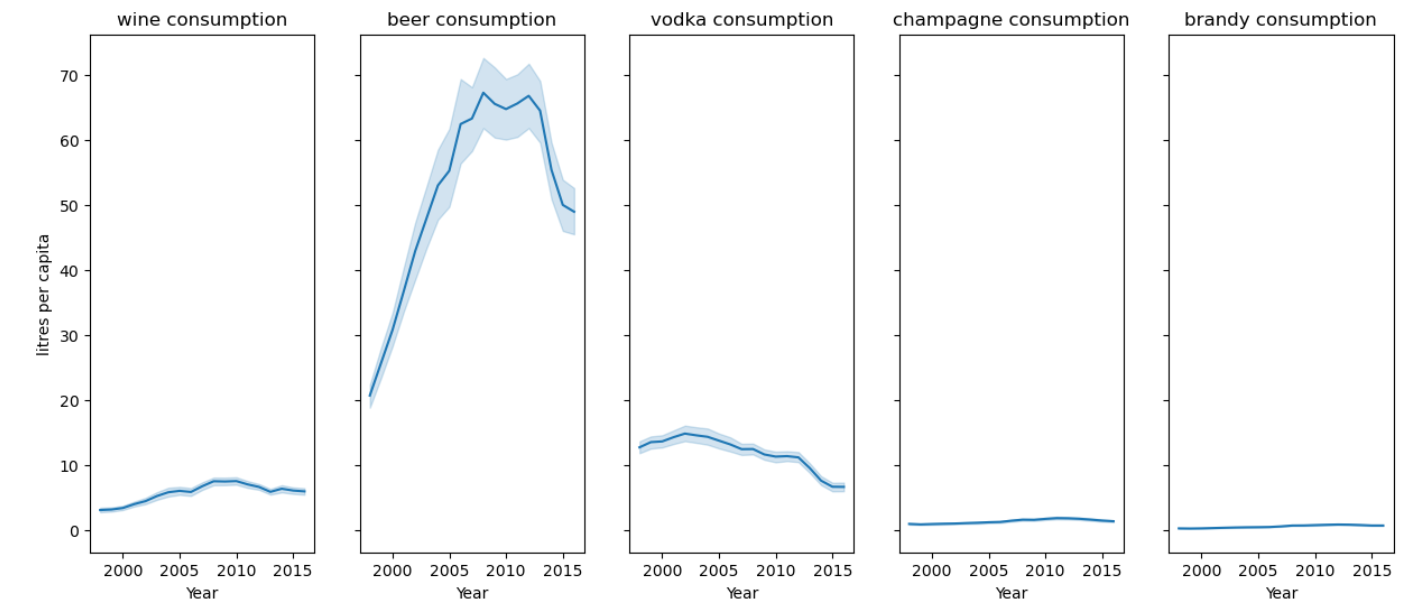 wine consumption
beer consumption
vodka consumption
champagne consumption
brandy consumption
litres per capita
70
60
50
40
30
20
10
0
2000 2005 2010 2015
2000 2005 2010 2015
2000 2005 2010 2015
2000 2005 2010 2015
2000 2005 2010 2015
Year
Year
Year
Year
Year